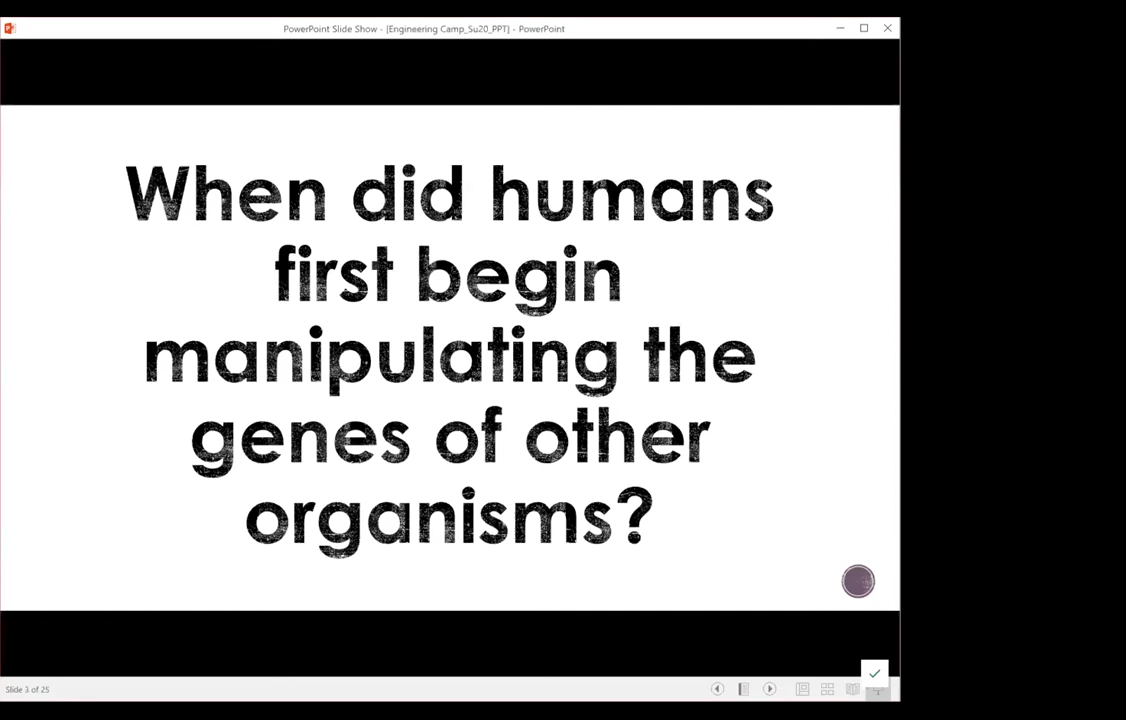 PowerPoint Slide Show - [Engineering Camp_Su20_PPT] - PowerPoint
When did humans
first begin
manipulating the
genes of other
organisms?
Slide 3 of 25